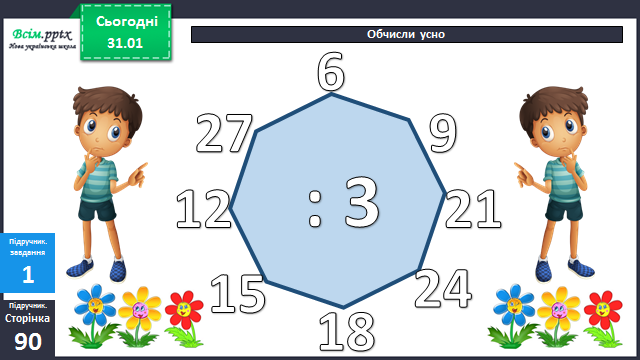 Всім.pptx
Нова українська школа
Сьогодні
31.01
Обчисли усно
6
27
9
12
: 3
21
15
24
18
Підручник.
завдання
1
Підручник.
Сторінка
90